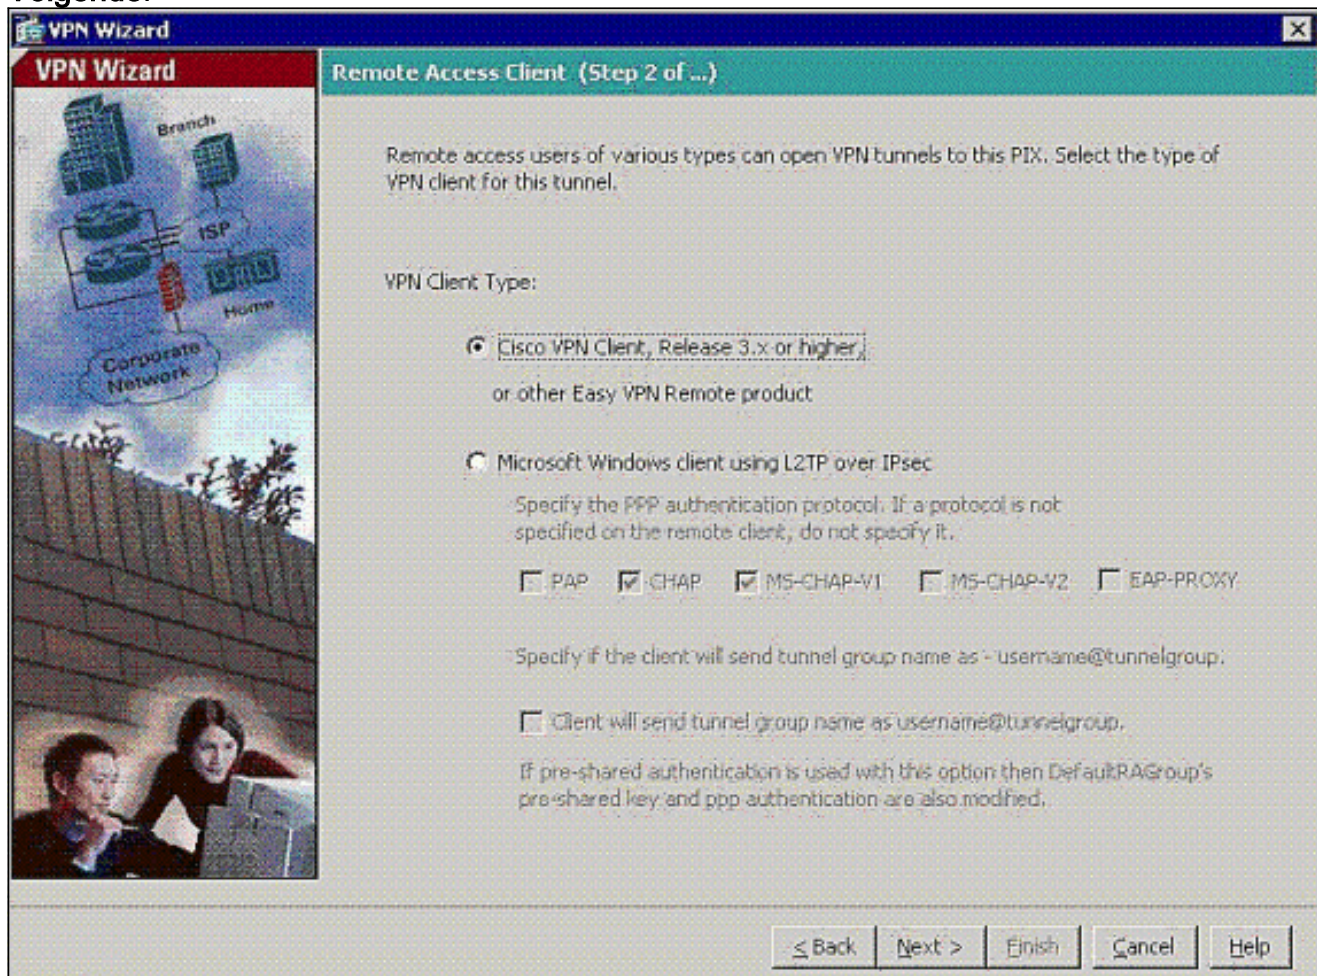 Volgende.
VPN Wizard
VPN Wizard
Remote Access Client (Step 2 of ...)
Branch
ISP
Home
Corporate
Network
Remote access users of various types can open VPN tunnels to this PIX. Select the type of
VPN client for this tunnel.
VPN Client Type:
Cisco VPN Client, Release 3.x or higher,
or other Easy VPN Remote product
Microsoft Windows client using L2TP over IPsec
Specify the PPP authentication protocol. If a protocol is not
specified on the remote client, do not specify it.
PAP CHAP MS-CHAP-V1 MS-CHAP-V2 EAP-PROXY
Specify if the client will send tunnel group name as - username@tunnelgroup.
Client will send tunnel group name as username@tunnelgroup.
If pre-shared authentication is used with this option then DefaultRAGroup's
pre-shared key and ppp authentication are also modified.
< Back Next > Finish Cancel Help